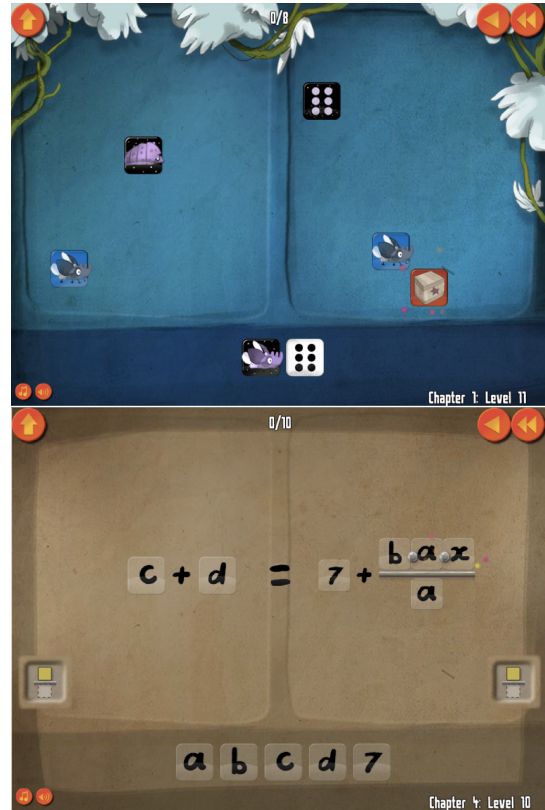 0/8
Chapter 1: Level 11
0/10
b · a · x
c + d = 7 +
a
a b c d 7
Chapter 4: Level 10